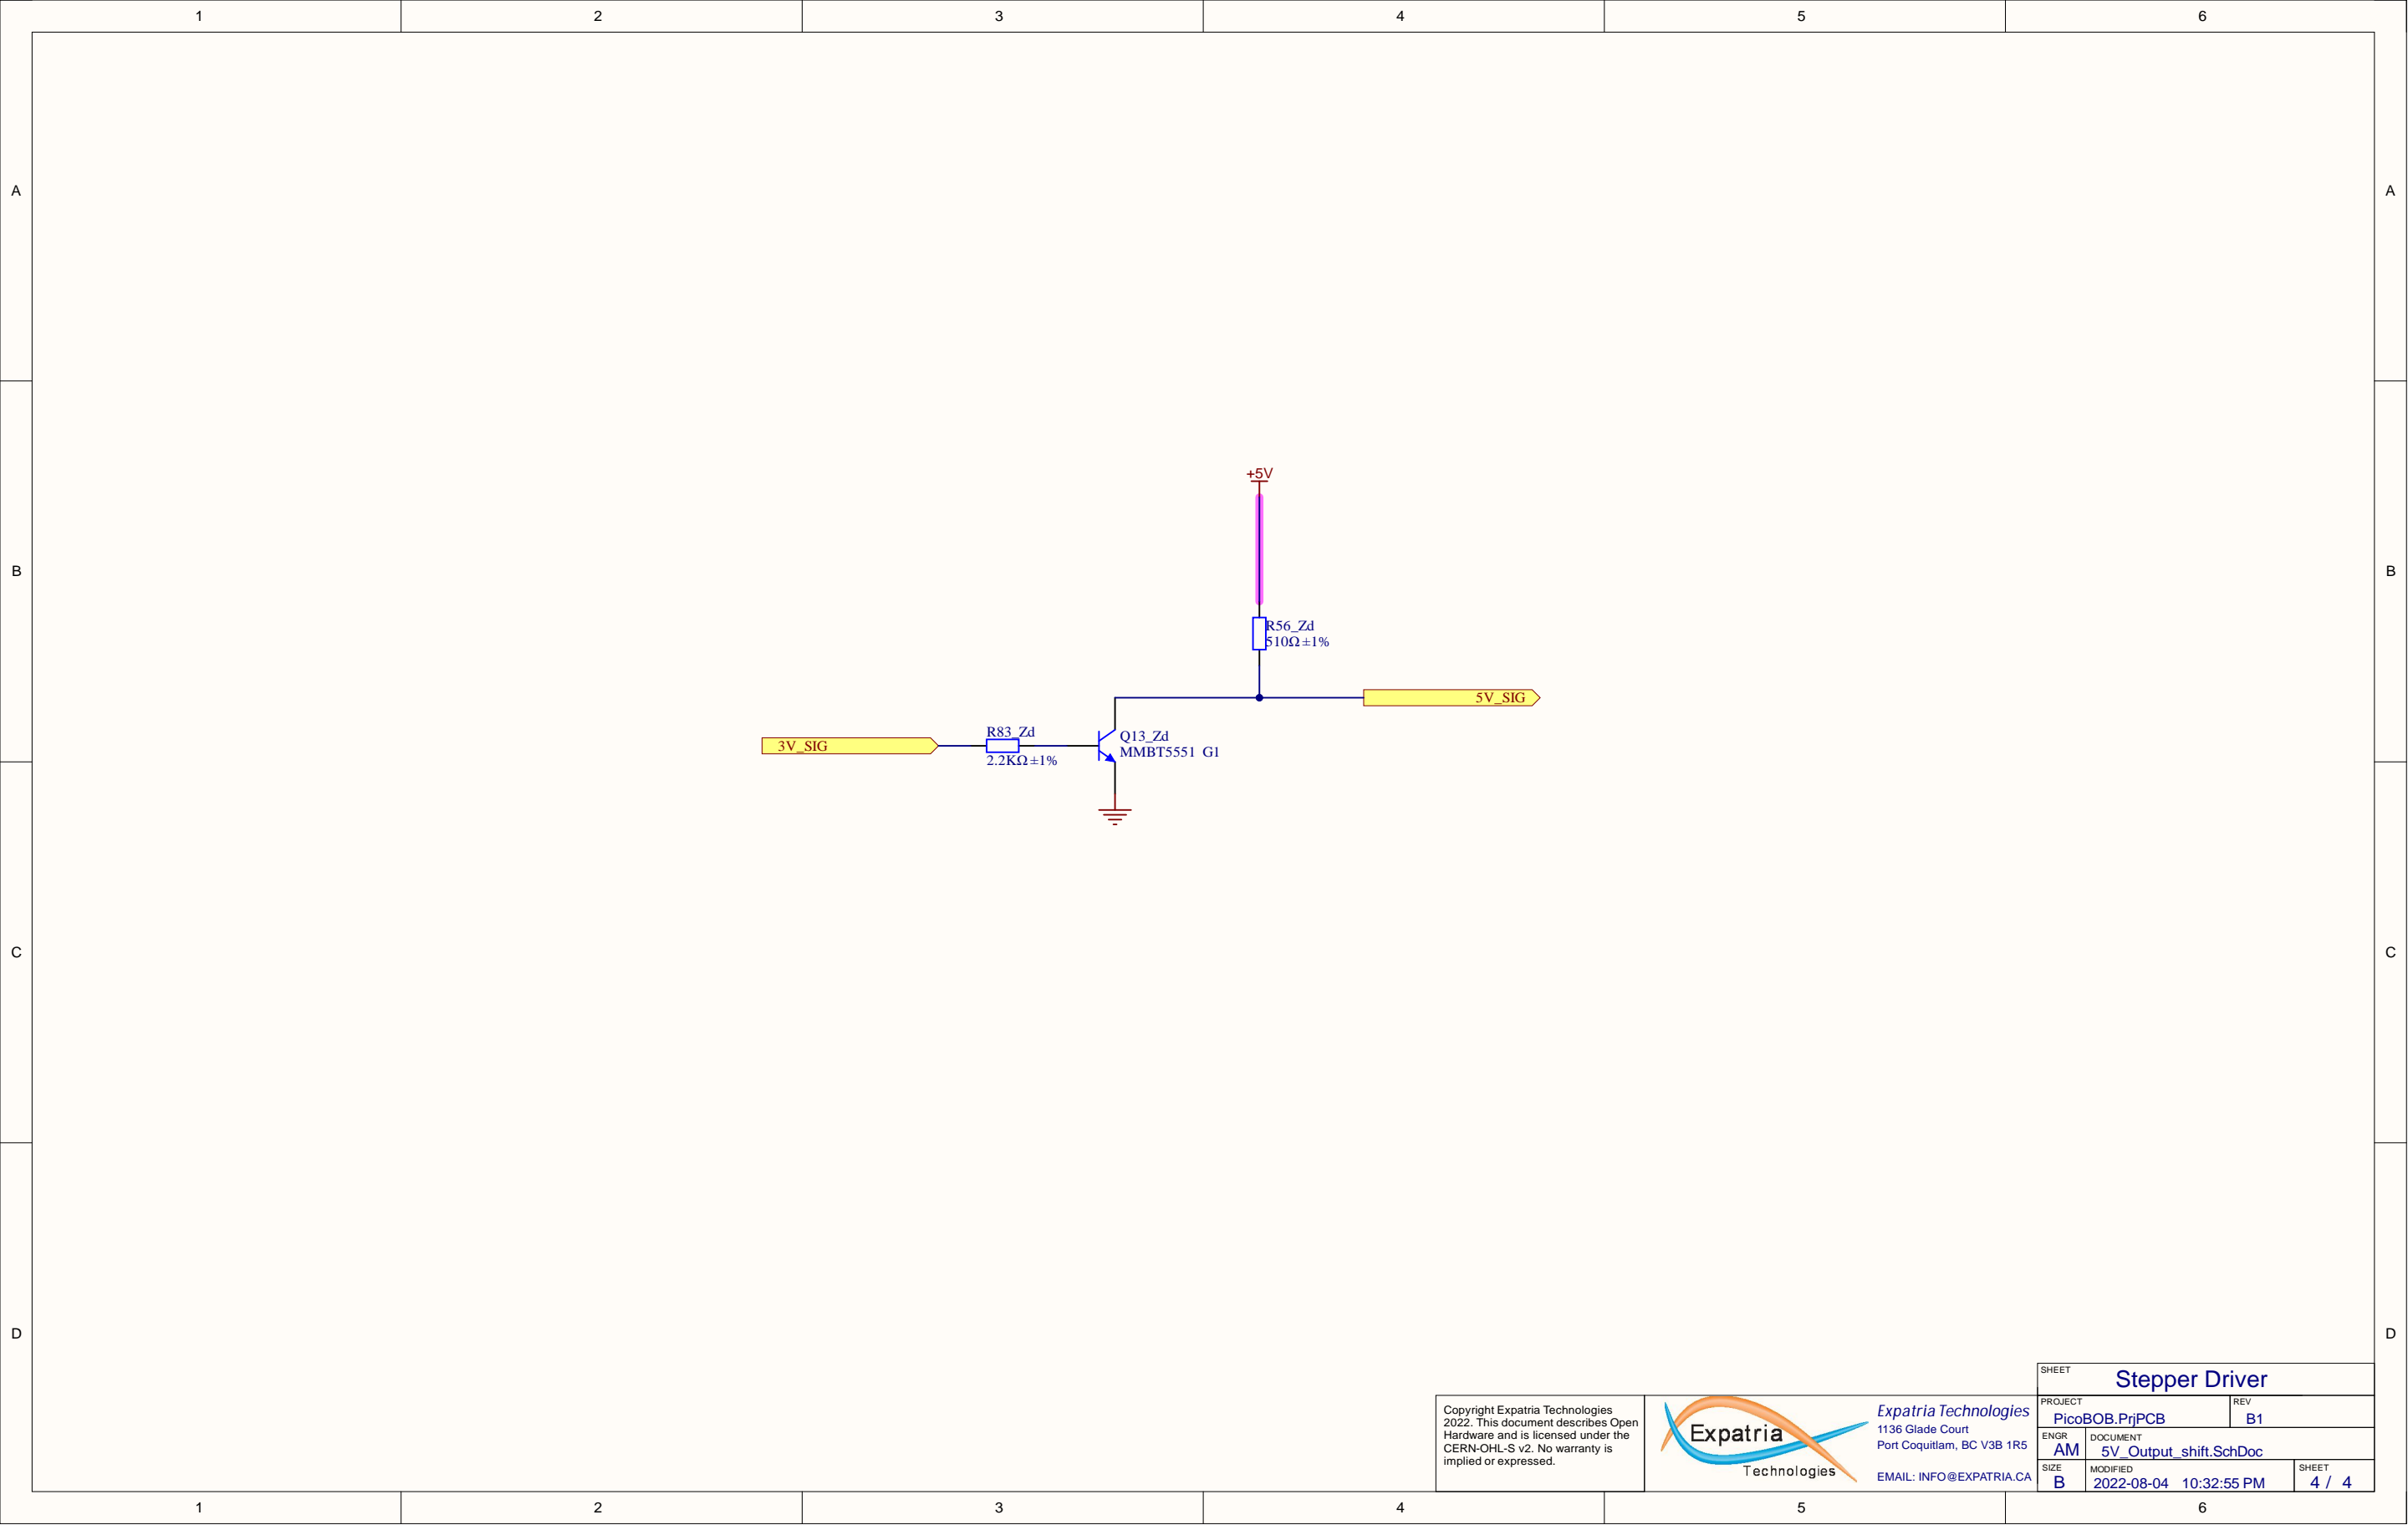 1 2 3 4 5 6
A A
+5V
B B
R56_Zd
510Ω ±1%
5V_SIG
R83_Zd
Q13_Zd
3V_SIG
MMBT5551 G1
2.2KΩ ±1%
C C
D D
SHEET
Stepper Driver
Copyright Expatria Technologies
2022. This document describes Open
Hardware and is licensed under the
CERN-OHL-S v2. No warranty is
implied or expressed.
Expatria
Technologies
Expatria Technologies
1136 Glade Court
Port Coquitlam, BC V3B 1R5
EMAIL: INFO@EXPATRIA.CA
PROJECT REV
PicoBOB.PrjPCB B1
ENGR DOCUMENT
AM 5V_Output_shift.SchDoc
SIZE MODIFIED SHEET
B 2022-08-04 10:32:55 PM 4 / 4
1 2 3 4 5 6